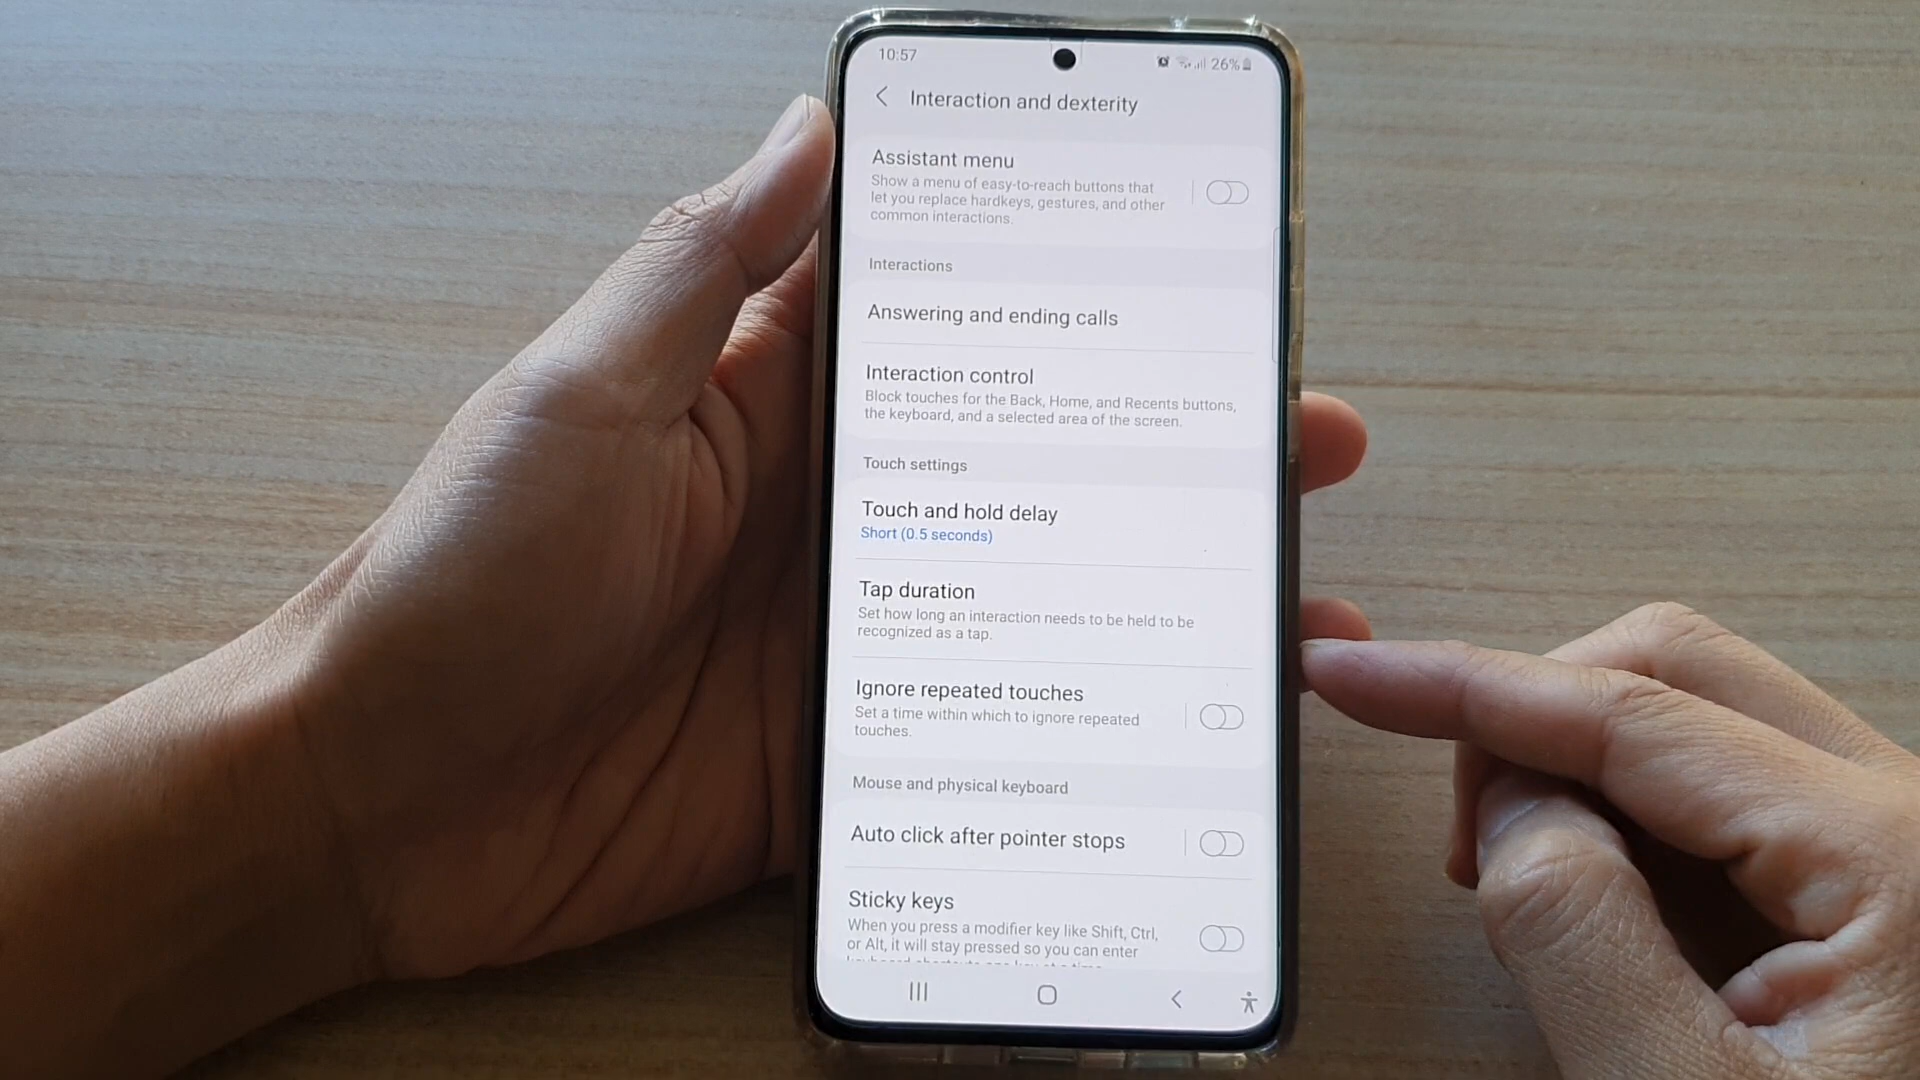 10:57
26%
Interaction and dexterity
Assistant menu
Show a menu of easy-to-reach buttons that
let you replace hardkeys, gestures, and other
common interactions.
Interactions
Answering and ending calls
Interaction control
Block touches for the Back, Home, and Recents buttons,
the keyboard, and a selected area of the screen.
Touch settings
Touch and hold delay
Short (0.5 seconds)
Tap duration
Set how long an interaction needs to be held to be
recognized as a tap.
Ignore repeated touches
Set a time within which to ignore repeated
touches.
Mouse and physical keyboard
Auto click after pointer stops
Sticky keys
When you press a modifier key like Shift, Ctrl,
or Alt, it will stay pressed so you can enter